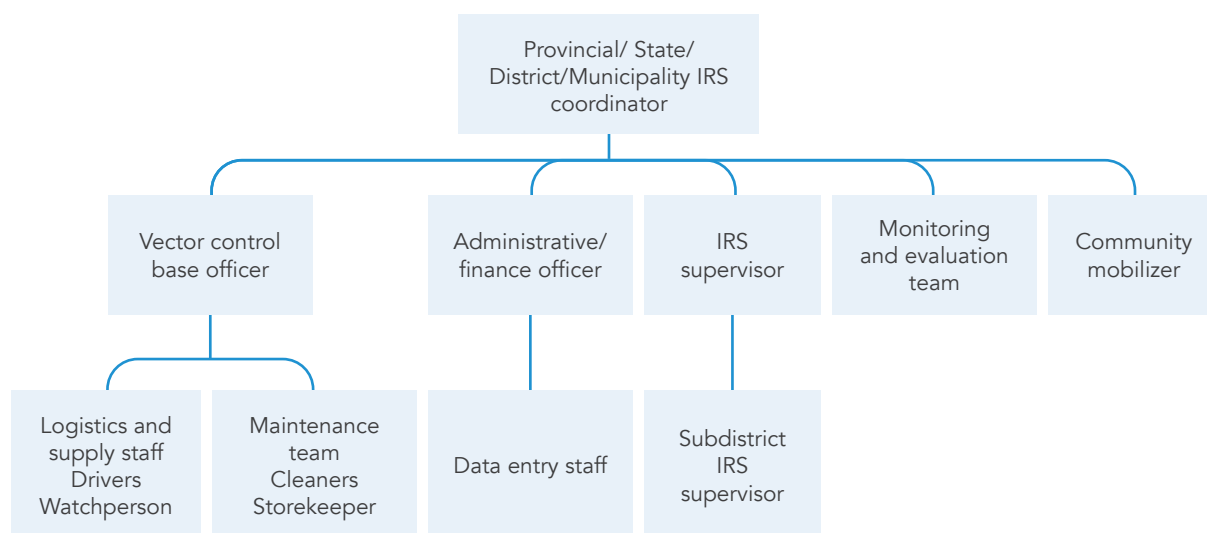 Provincial/ State/
District/Municipality IRS
coordinator
Vector control
base officer
Administrative/
finance officer
IRS
supervisor
Monitoring
and evaluation
team
Community
mobilizer
Logistics and
supply staff
Drivers
Watchperson
Maintenance
team
Cleaners
Storekeeper
Data entry staff
Subdistrict
IRS
supervisor